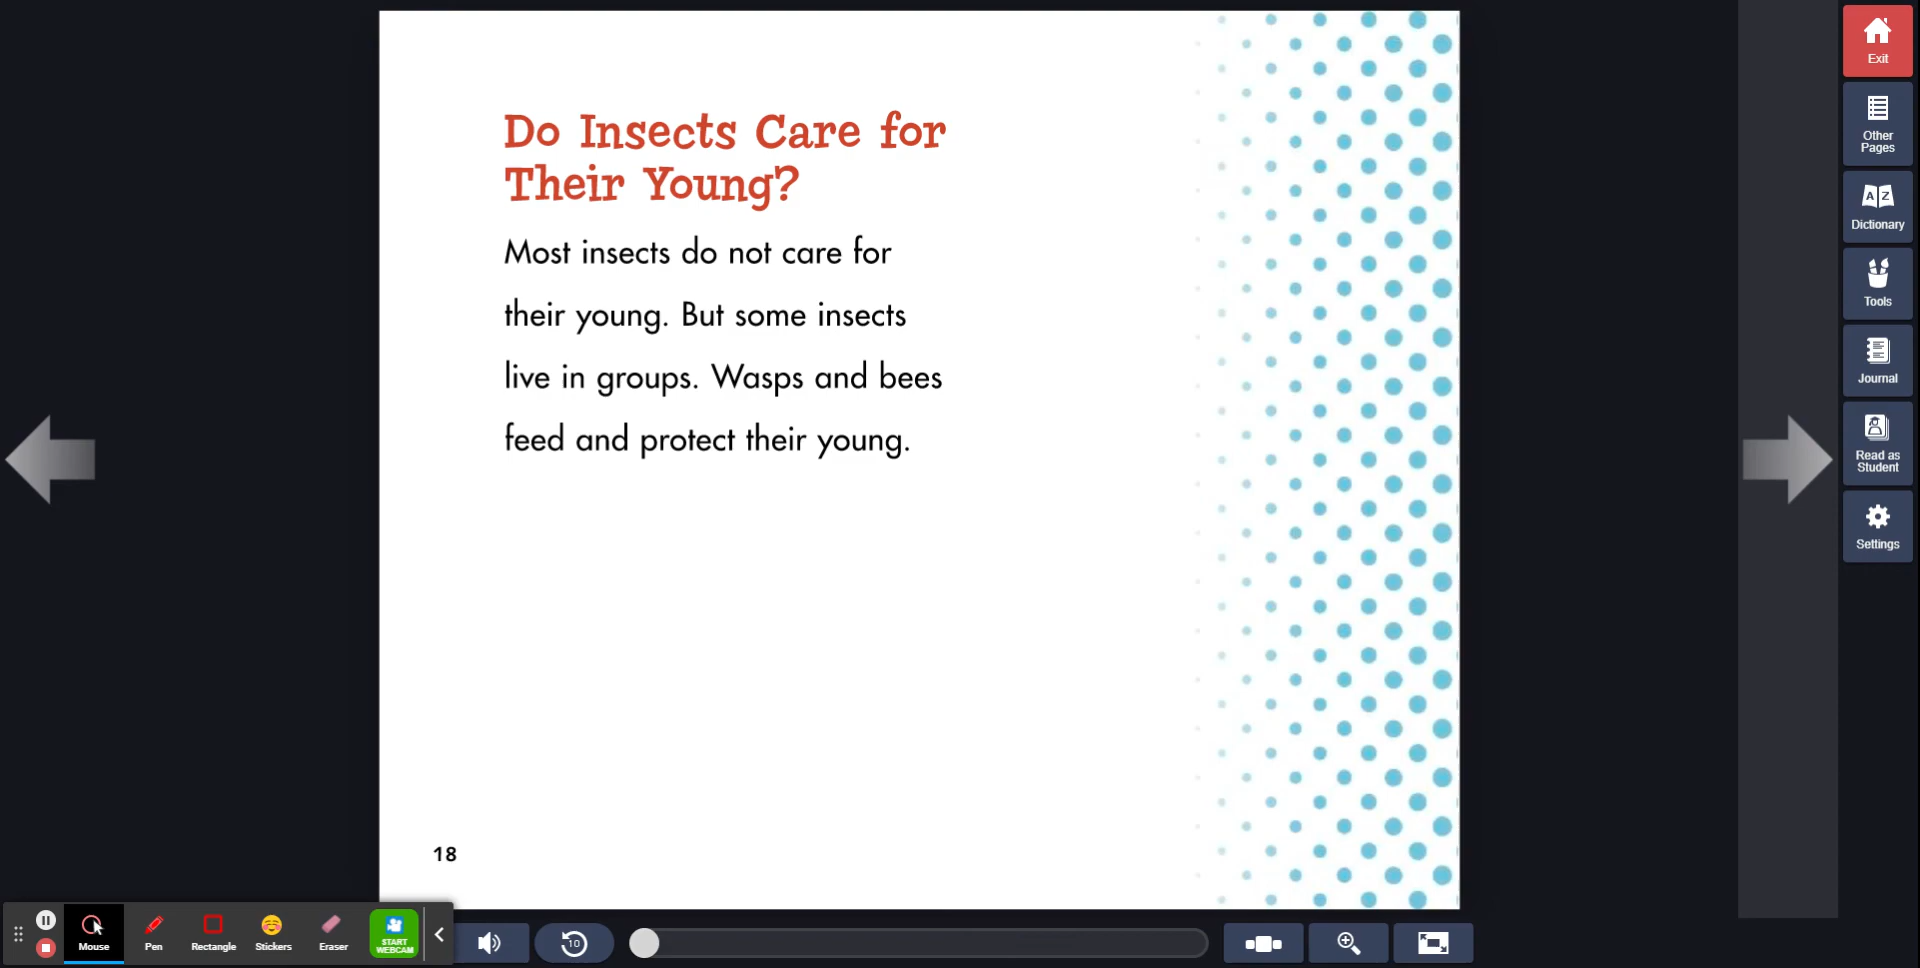 Do Insects Care for
Their Young?
Most insects do not care for
their young. But some insects
live in groups. Wasps and bees
feed and protect their young.
18
Exit
Other
Pages
A Z
Dictionary
Tools
Journal
Read as
Student
Settings
Mouse
Pen
Rectangle
Stickers
Eraser
START
WEBCAM
10